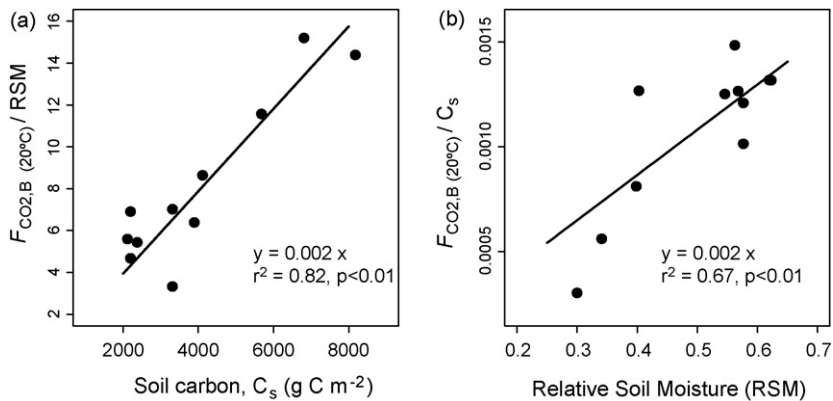 (a)
16
14
12
10
8
6
4
2
F CO2,B (20ºC) / RSM
y = 0.002 x
r² = 0.82, p<0.01
2000 4000 6000 8000
Soil carbon, Cs (g C m⁻²)
(b)
0.0015
0.0010
0.0005
F CO2,B (20ºC) / Cs
y = 0.002 x
r² = 0.67, p<0.01
0.2 0.3 0.4 0.5 0.6 0.7
Relative Soil Moisture (RSM)